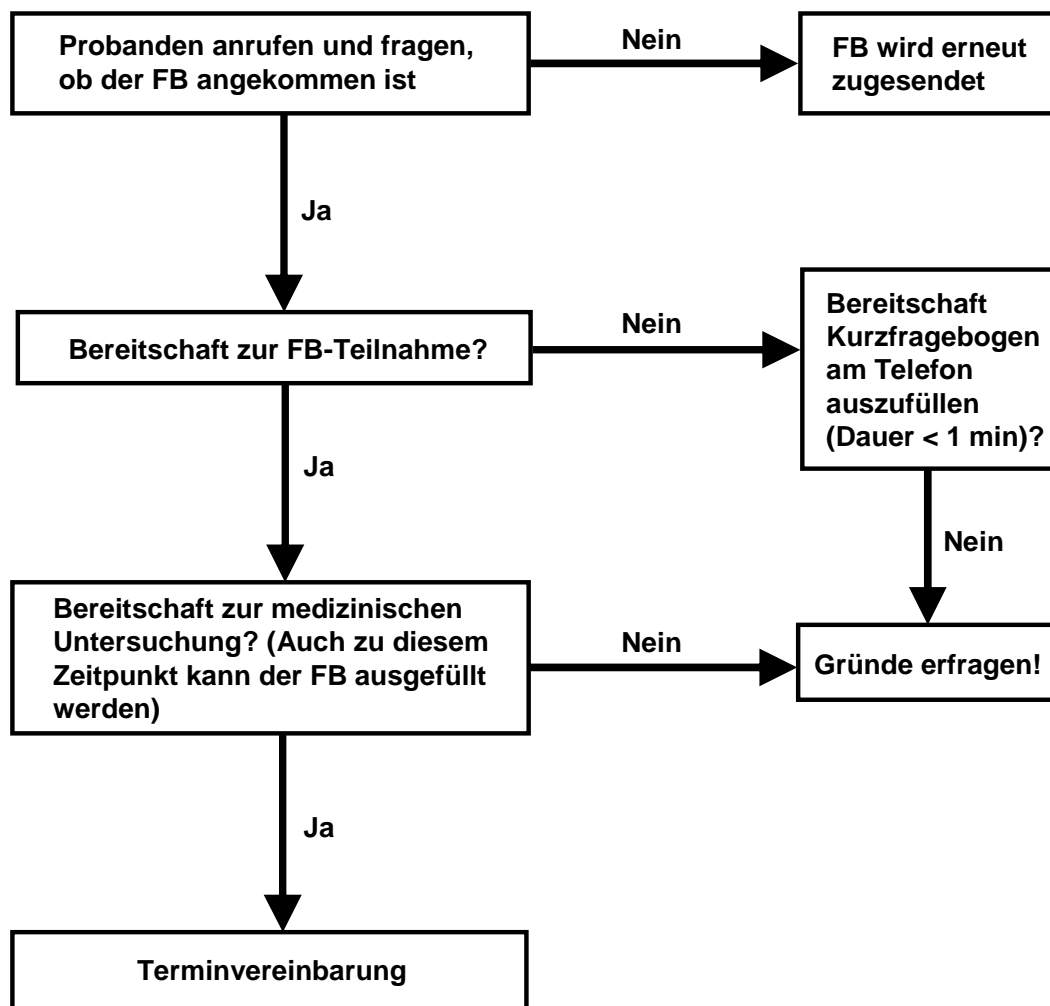 Probanden anrufen und fragen,
ob der FB angekommen ist
Nein
FB wird erneut
zugesendet
Ja
Bereitschaft zur FB-Teilnahme?
Nein
Bereitschaft
Kurzfragebogen
am Telefon
auszufüllen
(Dauer < 1 min)?
Ja
Nein
Bereitschaft zur medizinischen
Untersuchung? (Auch zu diesem
Zeitpunkt kann der FB ausgefüllt
werden)
Nein
Gründe erfragen!
Ja
Terminvereinbarung